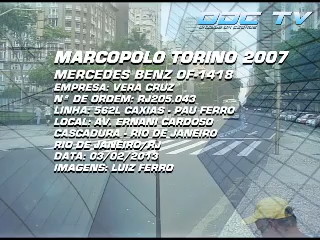 DDC TV
MARCOPOLO TORINO 2007
MERCEDES BENZ OF-1418
EMPRESA: VERA CRUZ
Nº DE ORDEM: RJ205.043
LINHA: 562L CAXIAS - PAU FERRO
LOCAL: AV. ERNANI CARDOSO
CASCADURA - RIO DE JANEIRO
RIO DE JANEIRO/RJ
DATA: 03/02/2013
IMAGENS: LUIZ FERRO